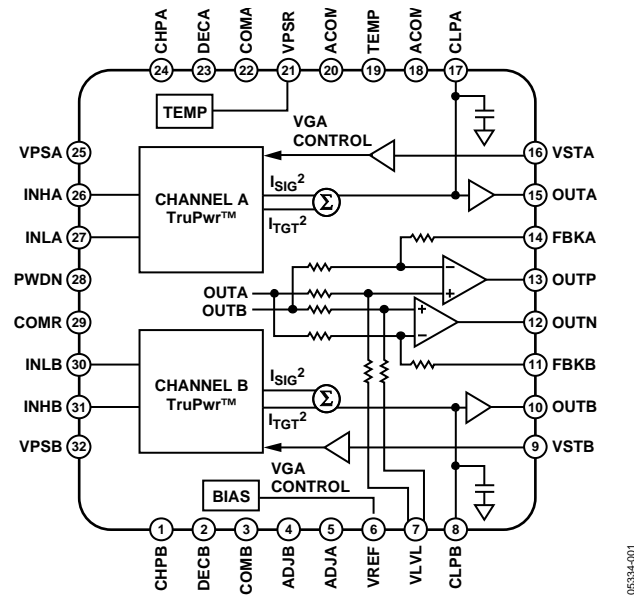 CHPA DECA COMA VPSR ACOM TEMP ACOM CLPA
24 23 22 21 20 19 18 17
TEMP
VGA
CONTROL
VPSA 25
16 VSTA
INHA 26
CHANNEL A
TruPwr™
ISIG2
Σ
15 OUTA
ITGT2
INLA 27
14 FBKA
PWDN 28
OUTA
OUTB
13 OUTP
COMR 29
12 OUTN
INLB 30
11 FBKB
CHANNEL B
TruPwr™
ISIG2
Σ
INHB 31
ITGT2
10 OUTB
VPSB 32
9 VSTB
VGA
CONTROL
BIAS
1 2 3 4 5 6 7 8
CHPB DECB COMB ADJB ADJA VREF VLVL CLPB
05334-001